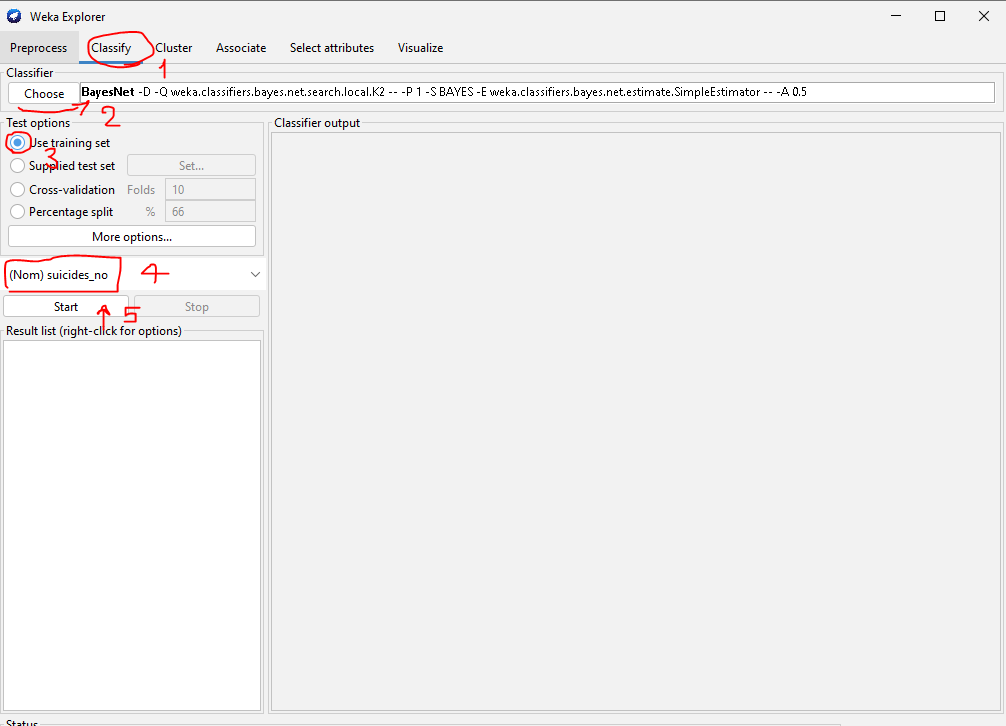 Weka Explorer
Preprocess Classify Cluster Associate Select attributes Visualize
1
Classifier
Choose BayesNet -D -Q weka.classifiers.bayes.net.search.local.K2 -- -P 1 -S BAYES -E weka.classifiers.bayes.net.estimate.SimpleEstimator -- -A 0.5
2
Test options
Classifier output
Use training set
3
Supplied test set Set...
Cross-validation Folds 10
Percentage split % 66
More options...
(Nom) suicides_no 4
Start 5 Stop
Result list (right-click for options)
Status